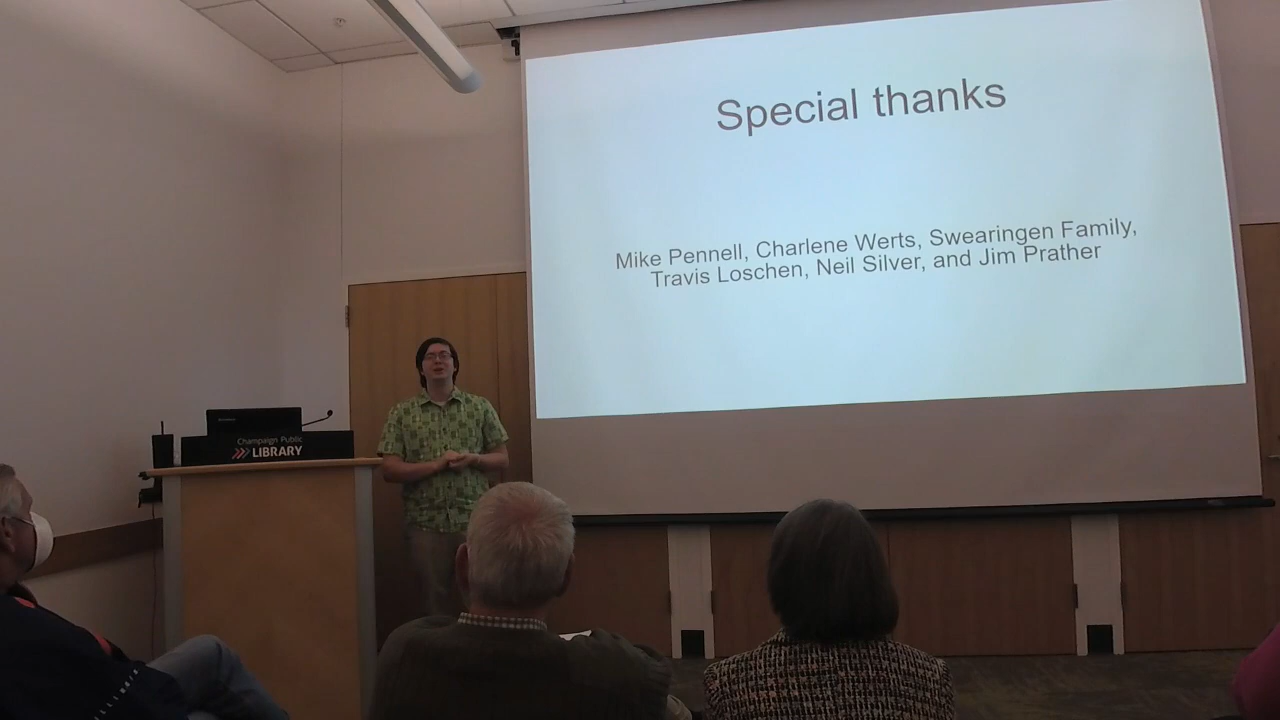 Special thanks
Mike Pennell, Charlene Werts, Swearingen Family,
Travis Loschen, Neil Silver, and Jim Prather
Champaign Public
LIBRARY